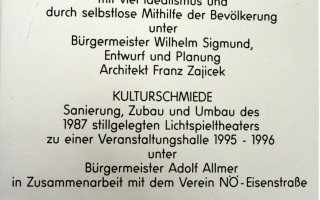 mit viel Idealismus und
durch selbstlose Mithilfe der Bevölkerung
unter
Bürgermeister Wilhelm Sigmund,
Entwurf und Planung
Architekt Franz Zajicek
KULTURSCHMIEDE
Sanierung, Zubau und Umbau des
1987 stillgelegten Lichtspieltheaters
zu einer Veranstaltungshalle 1995 - 1996
unter
Bürgermeister Adolf Allmer
in Zusammenarbeit mit dem Verein NÖ-Eisenstraße